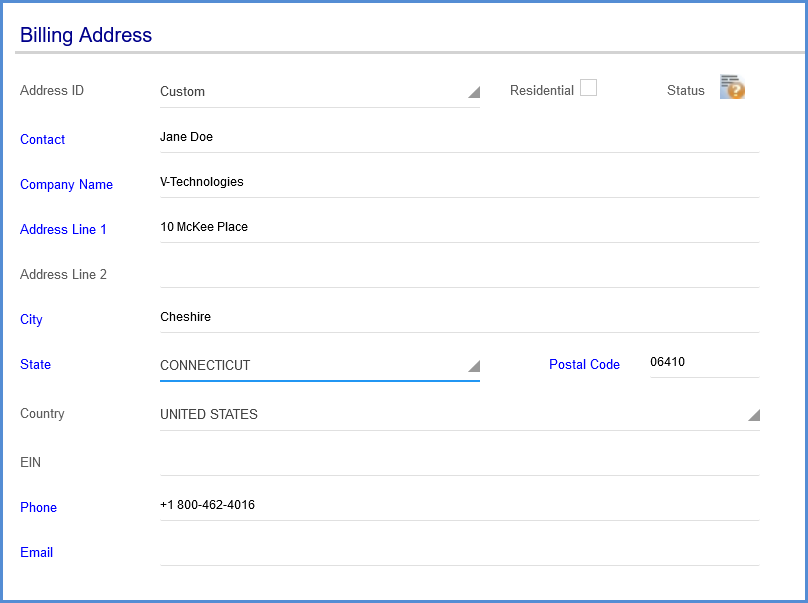 Billing Address
Address ID Custom Residential Status
Contact Jane Doe
Company Name V-Technologies
Address Line 1 10 McKee Place
Address Line 2
City Cheshire
State CONNECTICUT Postal Code 06410
Country UNITED STATES
EIN
Phone +1 800-462-4016
Email